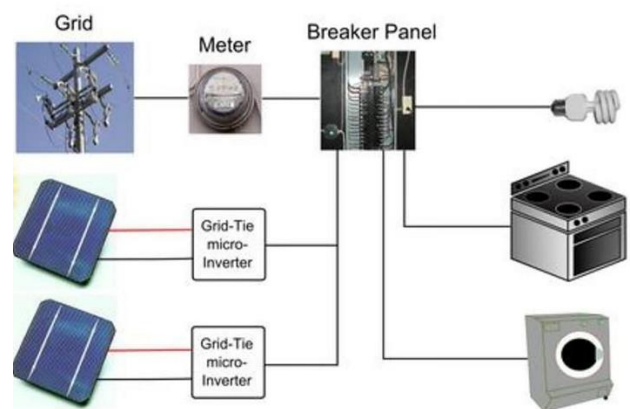 Grid
Meter
Breaker Panel
Grid-Tie
micro-
Inverter
Grid-Tie
micro-
Inverter